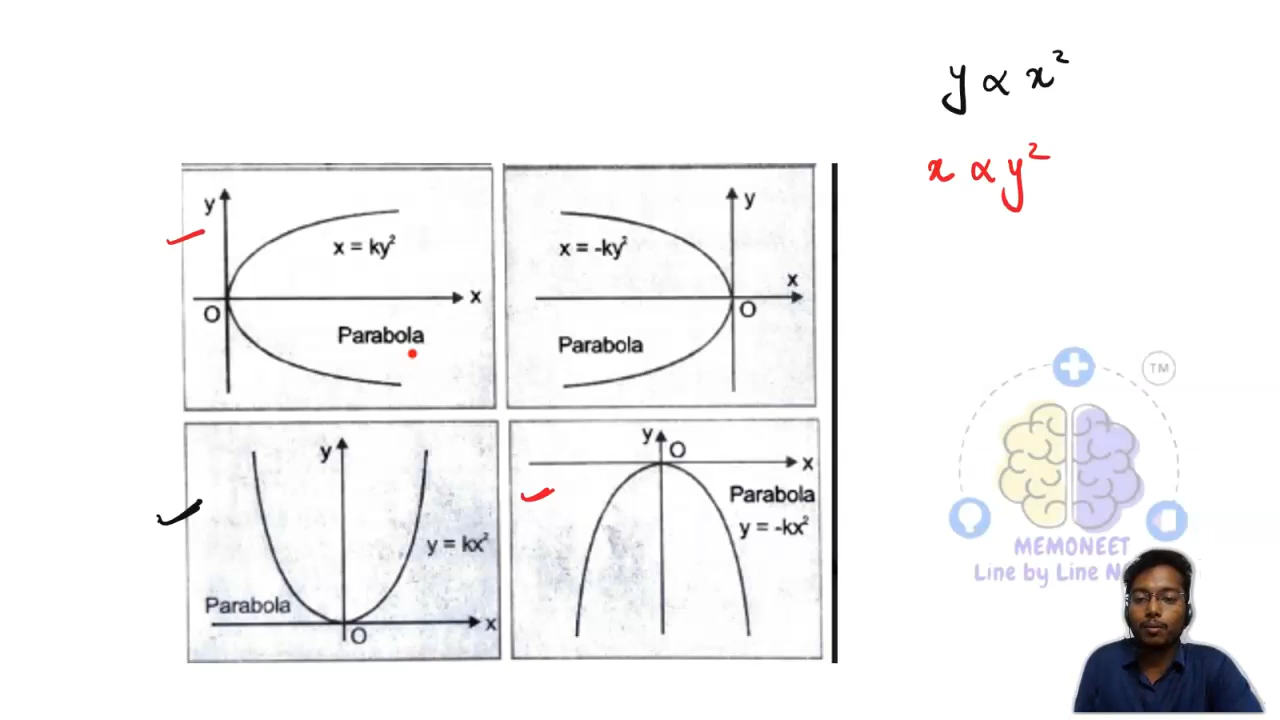 y ∝ x²
x ∝ y²
y
x = ky²
x
O
Parabola
y
x = -ky²
x
O
Parabola
y
y = kx²
Parabola
x
O
y
O
x
Parabola
y = -kx²
TM
MEMONEET
Line by Line N